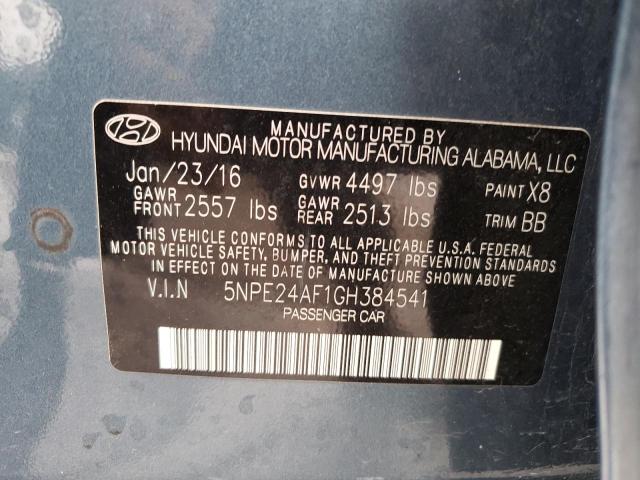 MANUFACTURED BY
HYUNDAI MOTOR MANUFACTURING ALABAMA, LLC
Jan/23/16 GVWR 4497 lbs PAINT X8
GAWR FRONT 2557 lbs GAWR REAR 2513 lbs TRIM BB
THIS VEHICLE CONFORMS TO ALL APPLICABLE U.S.A. FEDERAL
MOTOR VEHICLE SAFETY, BUMPER, AND THEFT PREVENTION STANDARDS
IN EFFECT ON THE DATE OF MANUFACTURE SHOWN ABOVE
V.I.N 5NPE24AF1GH384541
PASSENGER CAR